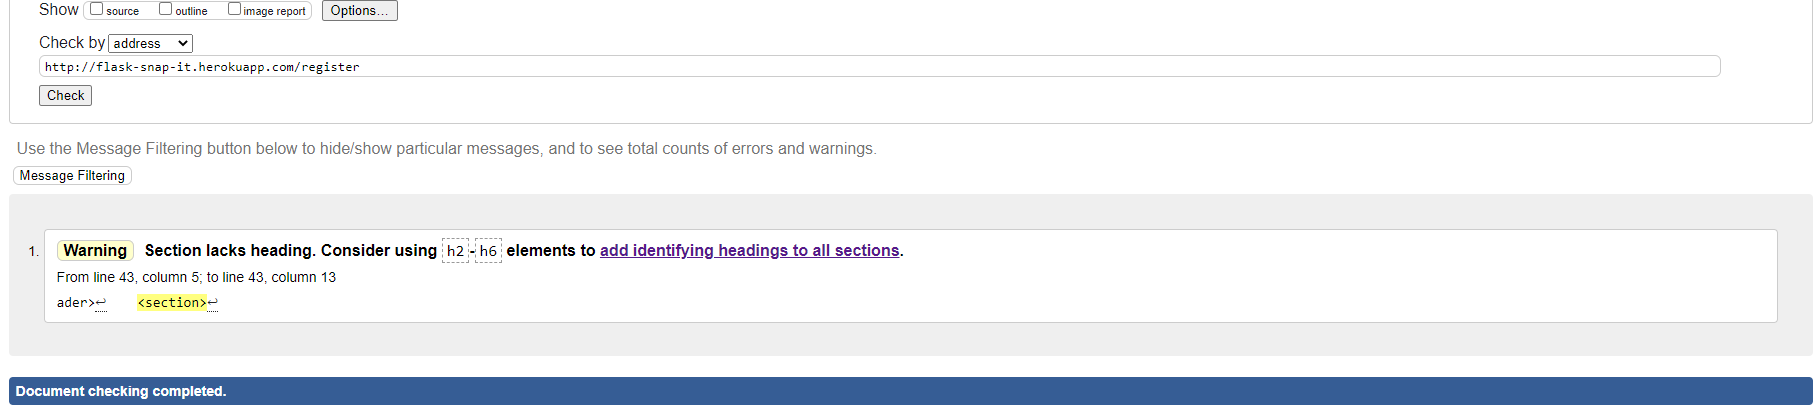 Show source outline image report Options...
Check by address
http://flask-snap-it.herokuapp.com/register
Check
Use the Message Filtering button below to hide/show particular messages, and to see total counts of errors and warnings.
Message Filtering
1. Warning Section lacks heading. Consider using h2-h6 elements to add identifying headings to all sections.
From line 43, column 5; to line 43, column 13
ader>↩ <section>↩
Document checking completed.